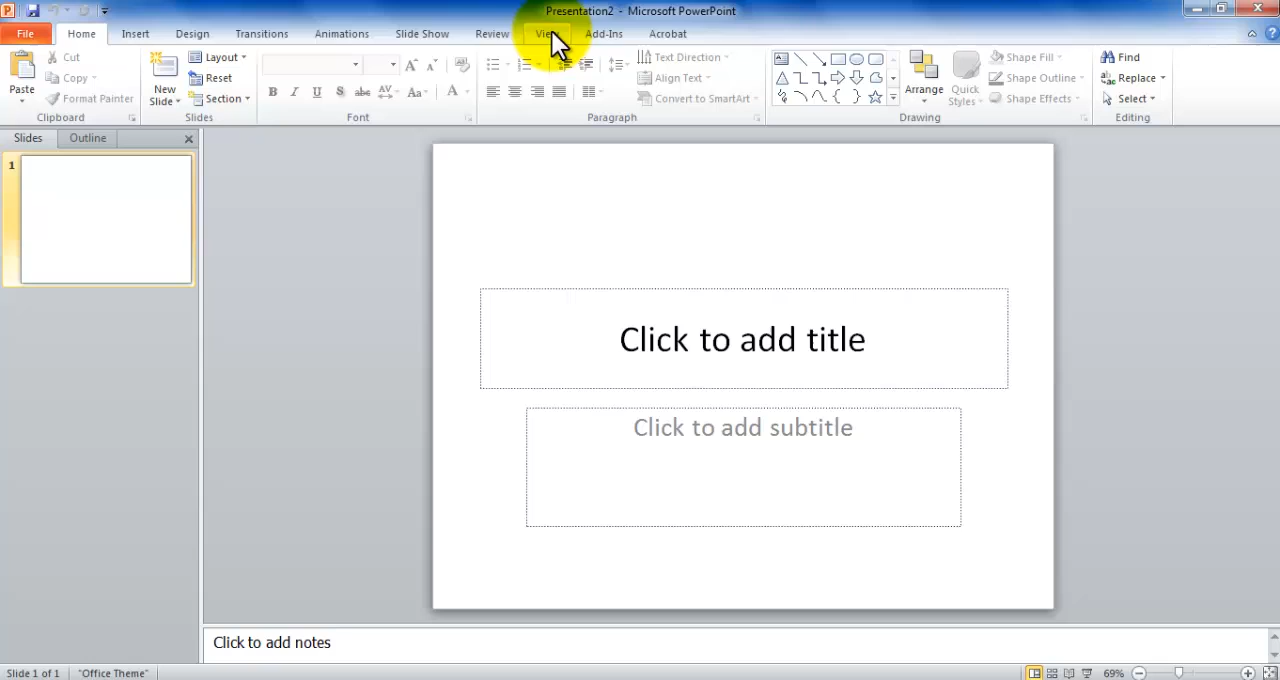 Presentation2 - Microsoft PowerPoint
File Home Insert Design Transitions Animations Slide Show Review View Add-Ins Acrobat
Cut Layout Text Direction Shape Fill Find
Paste Copy New Slide Reset Align Text Arrange Quick Styles Shape Outline Replace
Format Painter Section Convert to SmartArt Shape Effects Select
Clipboard Slides Font Paragraph Drawing Editing
Slides Outline
1
Click to add title
Click to add subtitle
Click to add notes
Slide 1 of 1 "Office Theme" 69%